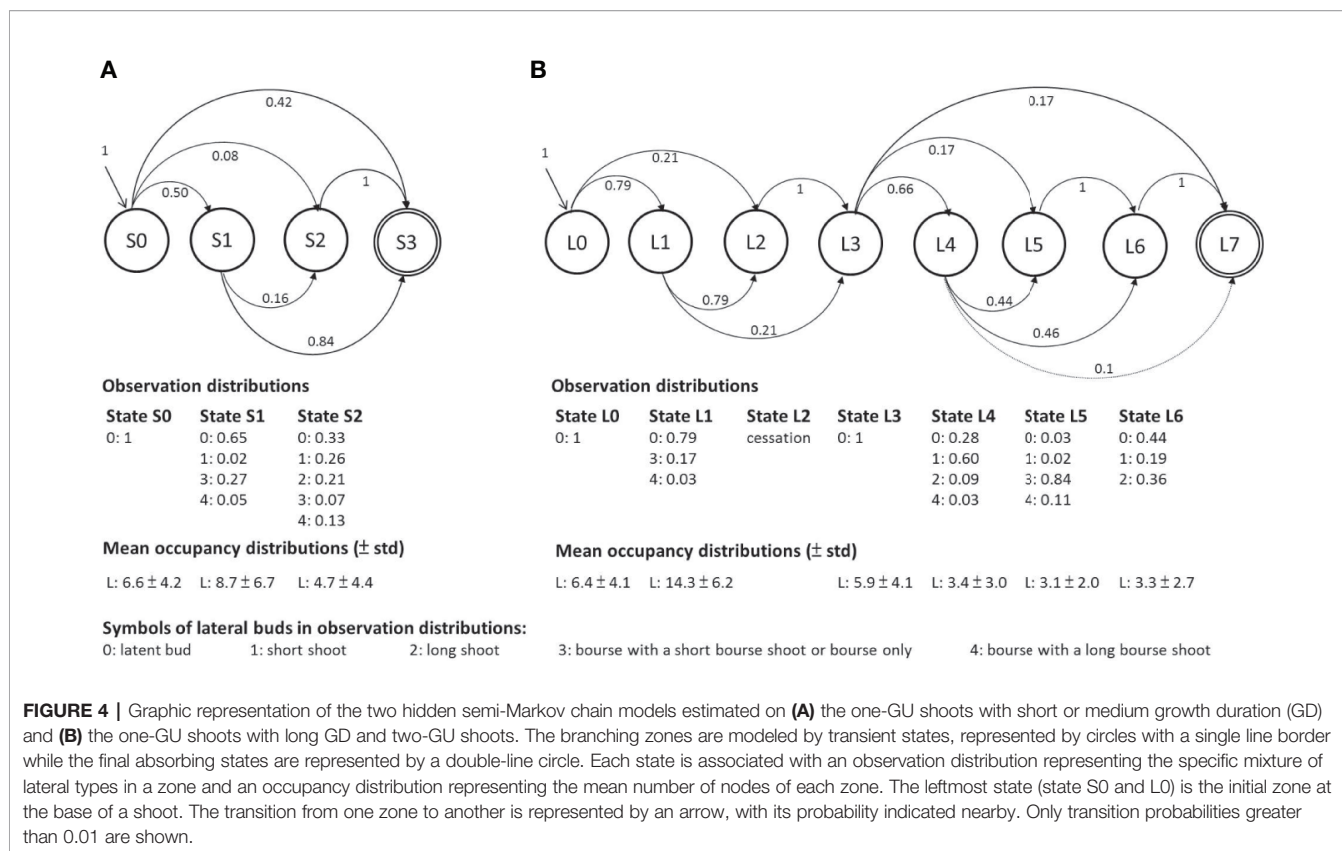 A
B
0.42
0.17
1
0.08
1
0.50
1
0.21
0.79
1
0.17
0.66
1
1
S0
S1
S2
S3
L0
L1
L2
L3
L4
L5
L6
L7
0.16
0.84
0.79
0.21
0.44
0.46
0.1
Observation distributions
State S0
0: 1
State S1
0: 0.65
1: 0.02
3: 0.27
4: 0.05
State S2
0: 0.33
1: 0.26
2: 0.21
3: 0.07
4: 0.13
Mean occupancy distributions (± std)
L: 6.6 ± 4.2 L: 8.7 ± 6.7 L: 4.7 ± 4.4
Observation distributions
State L0
0: 1
State L1
0: 0.79
3: 0.17
4: 0.03
State L2
cessation
State L3
0: 1
State L4
0: 0.28
1: 0.60
2: 0.09
4: 0.03
State L5
0: 0.03
1: 0.02
3: 0.84
4: 0.11
State L6
0: 0.44
1: 0.19
2: 0.36
Mean occupancy distributions (± std)
L: 6.4 ± 4.1 L: 14.3 ± 6.2 L: 5.9 ± 4.1 L: 3.4 ± 3.0 L: 3.1 ± 2.0 L: 3.3 ± 2.7
Symbols of lateral buds in observation distributions:
0: latent bud 1: short shoot 2: long shoot 3: bourse with a short bourse shoot or bourse only 4: bourse with a long bourse shoot
FIGURE 4 | Graphic representation of the two hidden semi-Markov chain models estimated on (A) the one-GU shoots with short or medium growth duration (GD)
and (B) the one-GU shoots with long GD and two-GU shoots. The branching zones are modeled by transient states, represented by circles with a single line border
while the final absorbing states are represented by a double-line circle. Each state is associated with an observation distribution representing the specific mixture of
lateral types in a zone and an occupancy distribution representing the mean number of nodes of each zone. The leftmost state (state S0 and L0) is the initial zone at
the base of a shoot. The transition from one zone to another is represented by an arrow, with its probability indicated nearby. Only transition probabilities greater
than 0.01 are shown.